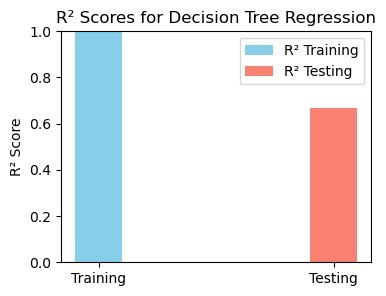 R² Scores for Decision Tree Regression
R² Training
R² Testing
R² Score
1.0
0.8
0.6
0.4
0.2
0.0
Training
Testing